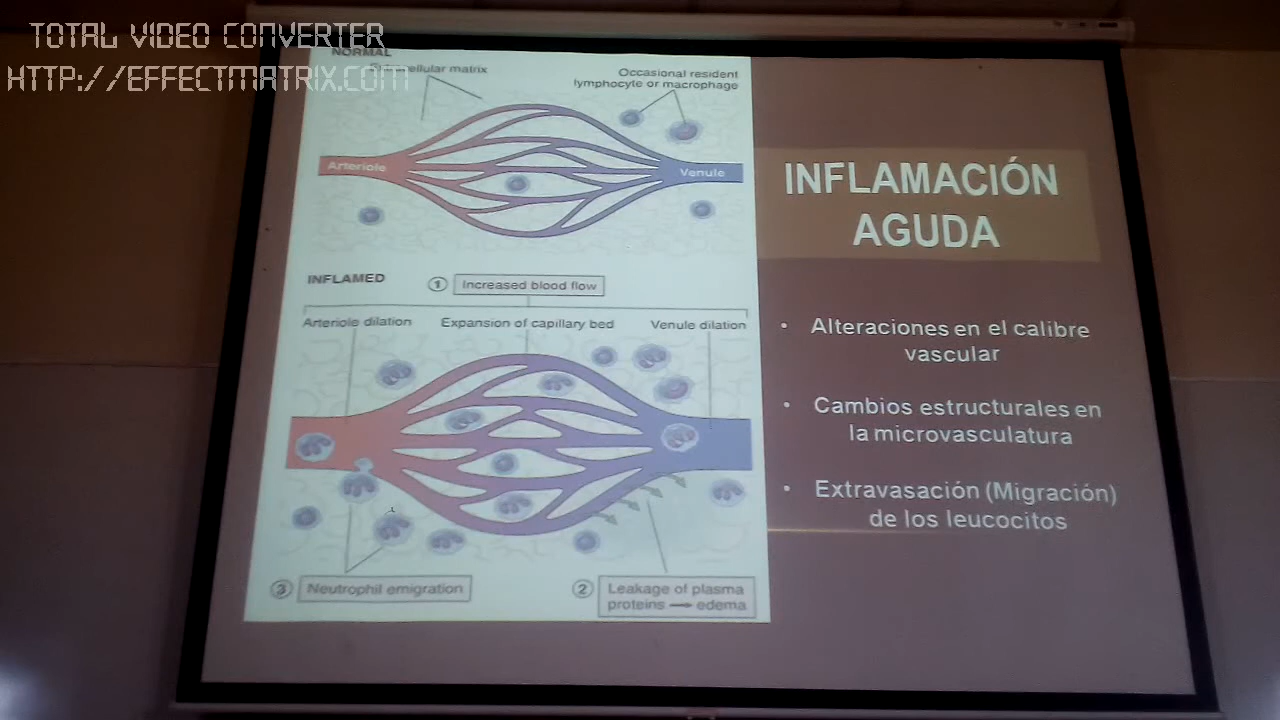 TOTAL VIDEO CONVERTER
HTTP://EFFECTMATRIX.COM
NORMAL
matrix
Occasional resident
lymphocyte or macrophage
Arteriole
Venule
INFLAMED
1 Increased blood flow
Arteriole dilation
Expansion of capillary bed
Venule dilation
3 Neutrophil emigration
2 Leakage of plasma
proteins → edema
INFLAMACIÓN
AGUDA
• Alteraciones en el calibre
vascular
• Cambios estructurales en
la microvasculatura
• Extravasación (Migración)
de los leucocitos